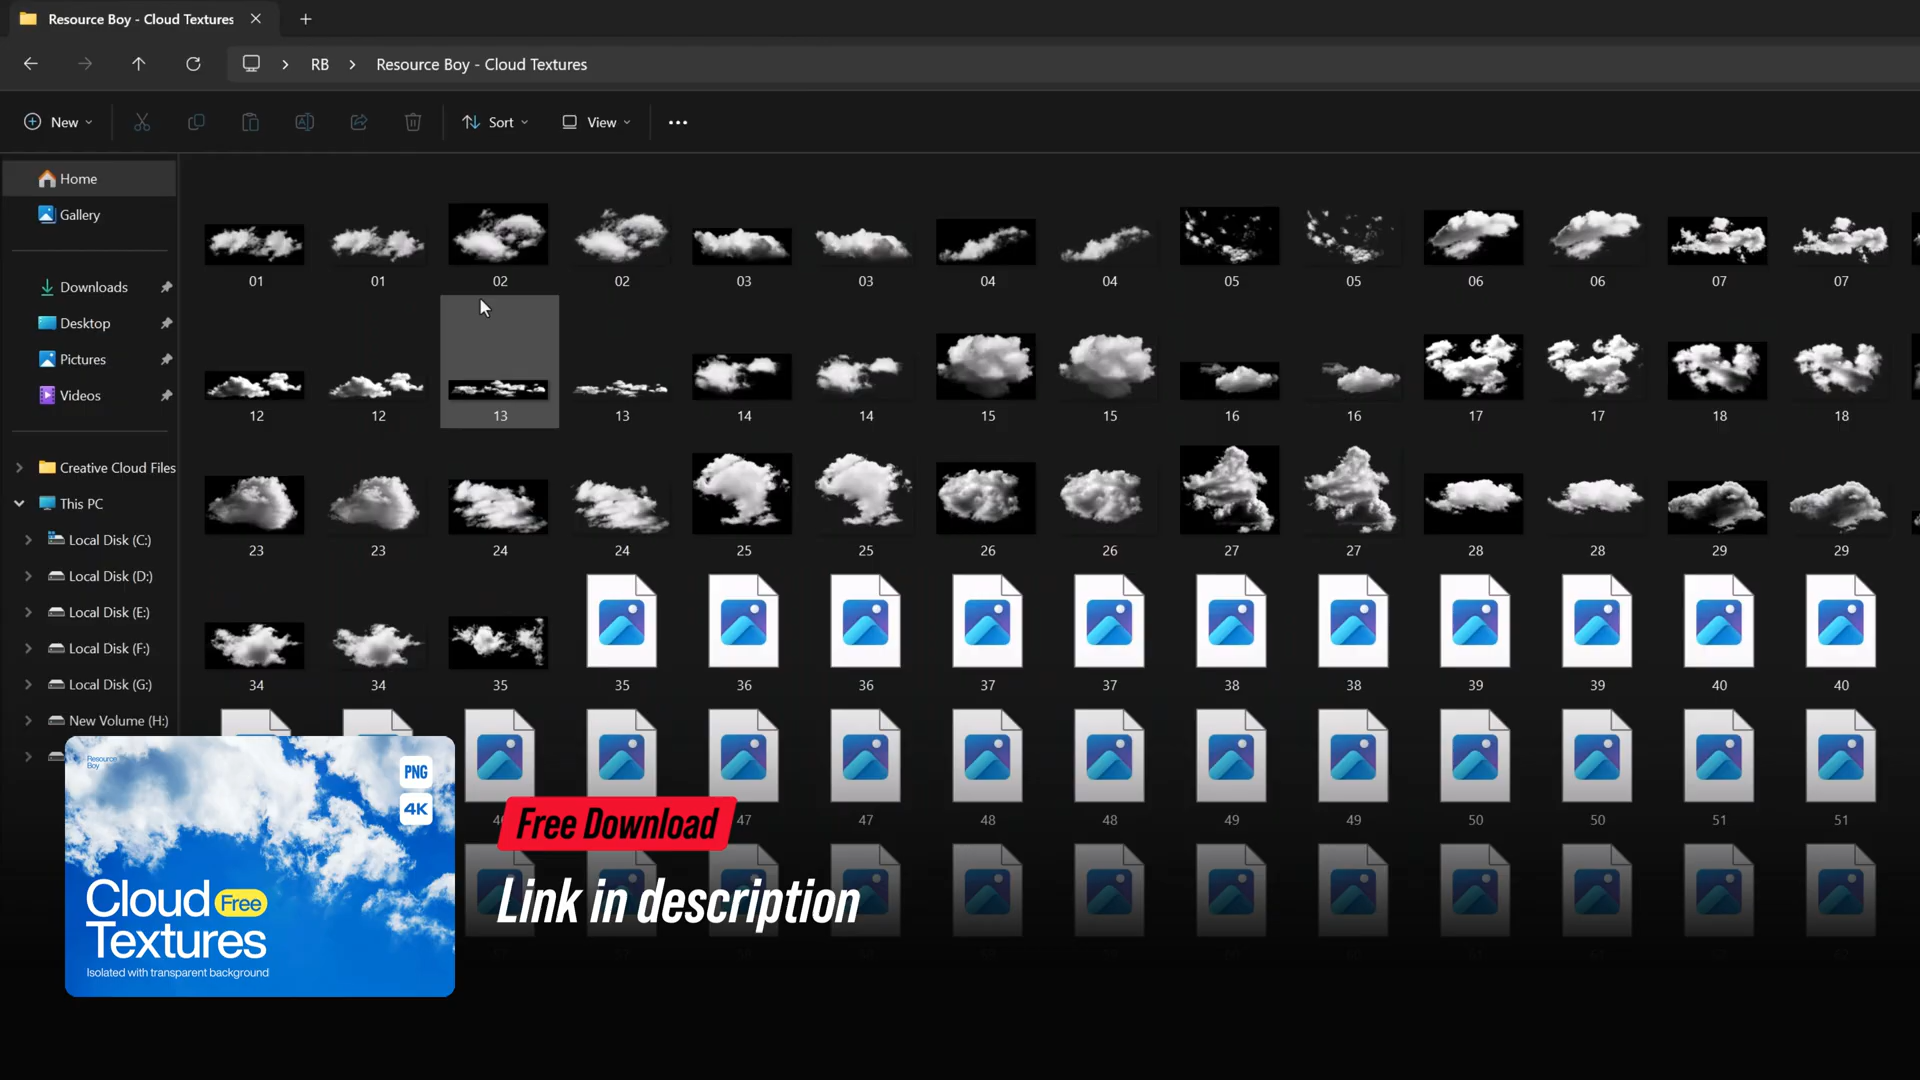 Resource Boy - Cloud Textures
RB
Resource Boy - Cloud Textures
New
Sort
View
Home
Gallery
Downloads
Desktop
Pictures
Videos
Creative Cloud Files
This PC
Local Disk (C:)
Local Disk (D:)
Local Disk (E:)
Local Disk (F:)
Local Disk (G:)
New Volume (H:)
01 01 02 02 03 03 04 04 05 05 06 06 07 07
12 12 13 13 14 14 15 15 16 16 17 17 18 18
23 23 24 24 25 25 26 26 27 27 28 28 29 29
34 34 35 35 36 36 37 37 38 38 39 39 40 40
47 47 48 48 49 49 50 50 51 51
Resource
Boy
PNG
4K
Cloud Free
Textures
Isolated with transparent background
Free Download
Link in description